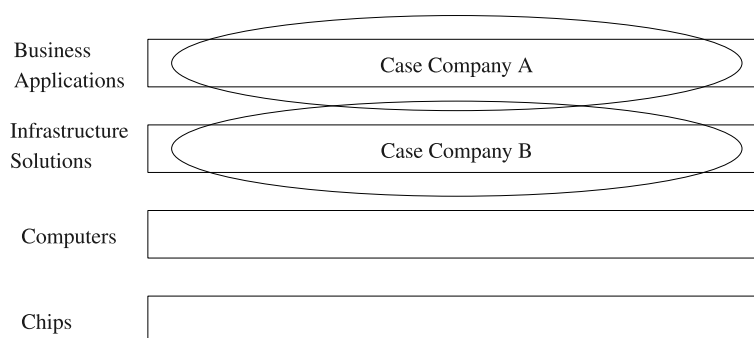 Business
Applications
Case Company A
Infrastructure
Solutions
Case Company B
Computers
Chips